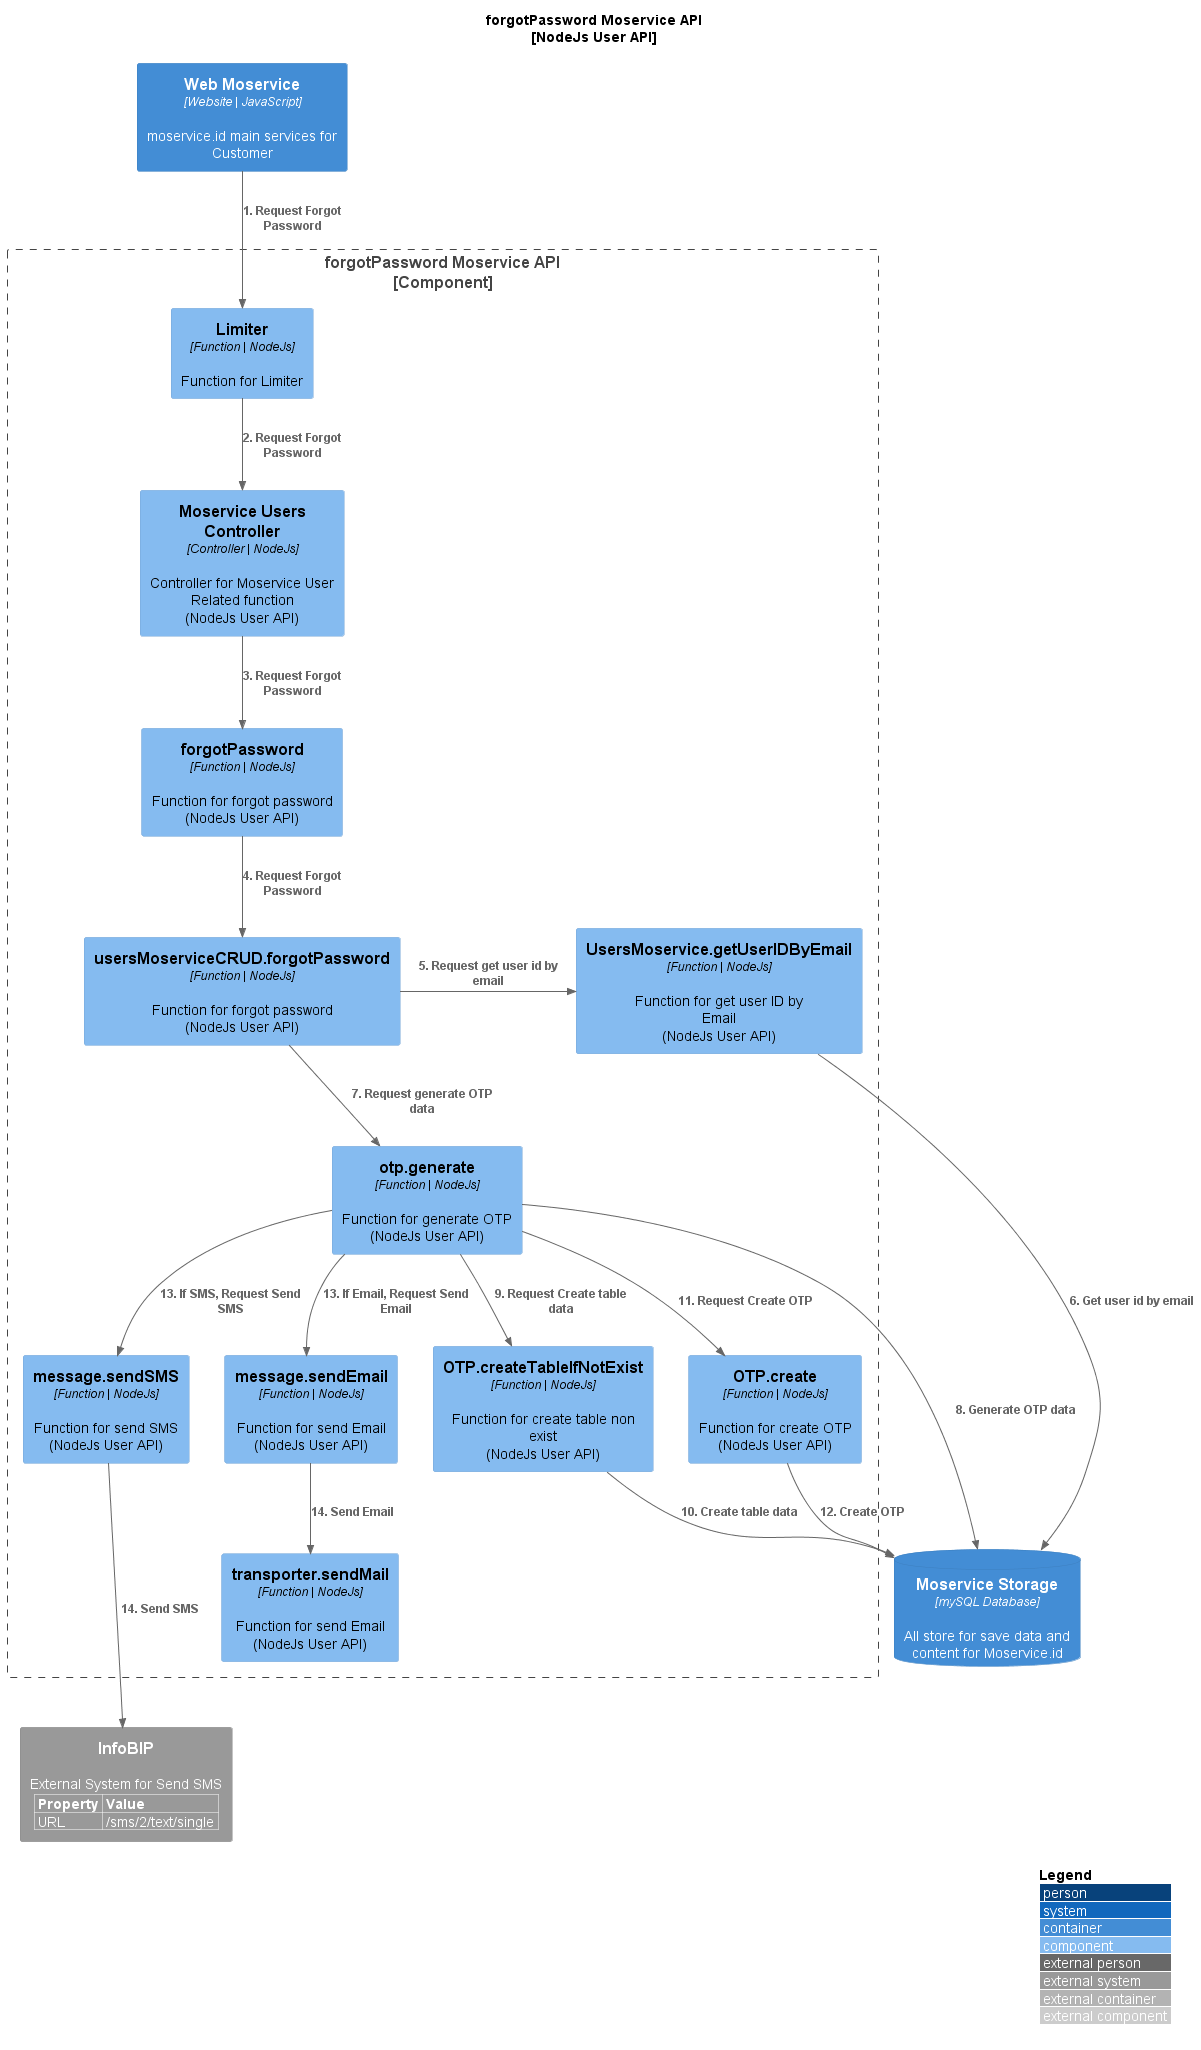 forgotPassword Moservice API
[NodeJs User API]
Web Moservice
[Website | JavaScript]
moservice.id main services for
Customer
1. Request Forgot
Password
forgotPassword Moservice API
[Component]
Limiter
[Function | NodeJs]
Function for Limiter
2. Request Forgot
Password
Moservice Users
Controller
[Controller | NodeJs]
Controller for Moservice User
Related function
(NodeJs User API)
3. Request Forgot
Password
forgotPassword
[Function | NodeJs]
Function for forgot password
(NodeJs User API)
4. Request Forgot
Password
usersMoserviceCRUD.forgotPassword
[Function | NodeJs]
Function for forgot password
(NodeJs User API)
5. Request get user id by
email
UsersMoservice.getUserIDByEmail
[Function | NodeJs]
Function for get user ID by
Email
(NodeJs User API)
7. Request generate OTP
data
otp.generate
[Function | NodeJs]
Function for generate OTP
(NodeJs User API)
13. If SMS, Request Send
SMS
13. If Email, Request Send
Email
9. Request Create table
data
11. Request Create OTP
6. Get user id by email
message.sendSMS
[Function | NodeJs]
Function for send SMS
(NodeJs User API)
message.sendEmail
[Function | NodeJs]
Function for send Email
(NodeJs User API)
OTP.createTableIfNotExist
[Function | NodeJs]
Function for create table non
exist
(NodeJs User API)
OTP.create
[Function | NodeJs]
Function for create OTP
(NodeJs User API)
8. Generate OTP data
14. Send Email
10. Create table data
12. Create OTP
14. Send SMS
transporter.sendMail
[Function | NodeJs]
Function for send Email
(NodeJs User API)
Moservice Storage
[mySQL Database]
All store for save data and
content for Moservice.id
InfoBIP
External System for Send SMS
Property Value
URL /sms/2/text/single
Legend
person
system
container
component
external person
external system
external container
external component